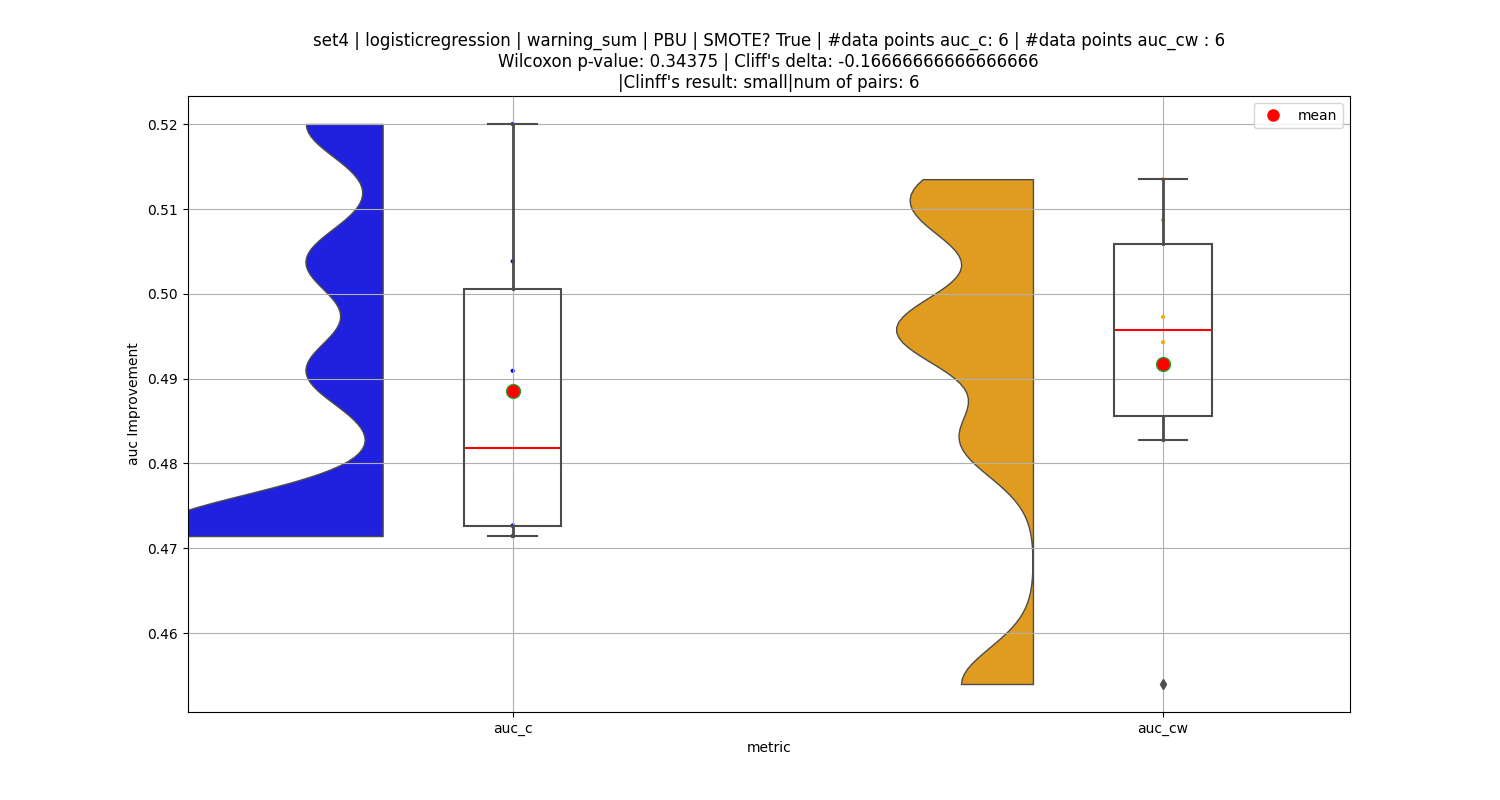 set4 | logisticregression | warning_sum | PBU | SMOTE? True | #data points auc_c: 6 | #data points auc_cw : 6
Wilcoxon p-value: 0.34375 | Cliff's delta: -0.16666666666666666
|Clinff's result: small|num of pairs: 6
mean
0.52
0.51
0.50
0.49
0.48
0.47
0.46
auc Improvement
auc_c
auc_cw
metric